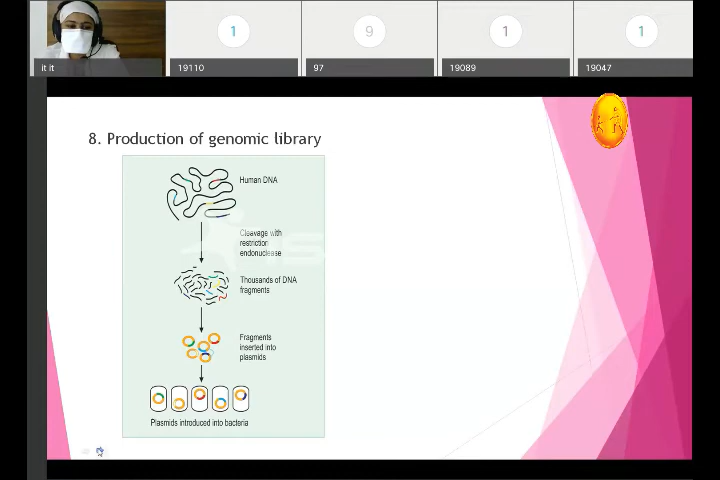 1
9
1
1
it it
19110
97
19089
19047
8. Production of genomic library
Human DNA
Cleavage with
restriction
endonuclease
Thousands of DNA
fragments
Fragments
inserted into
plasmids
Plasmids introduced into bacteria